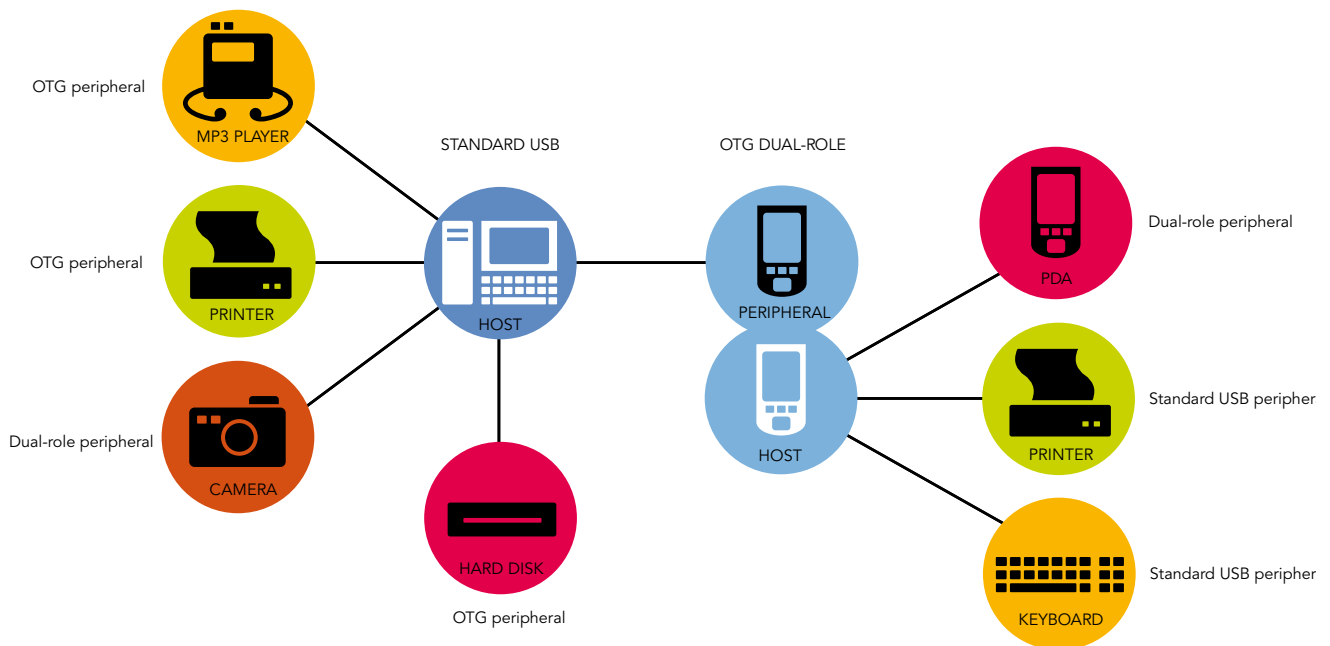 OTG peripheral
MP3 PLAYER
STANDARD USB
OTG DUAL-ROLE
Dual-role peripheral
OTG peripheral
PRINTER
HOST
PERIPHERAL
PDA
Standard USB peripher
Dual-role peripheral
CAMERA
HOST
PRINTER
HARD DISK
OTG peripheral
Standard USB peripher
KEYBOARD